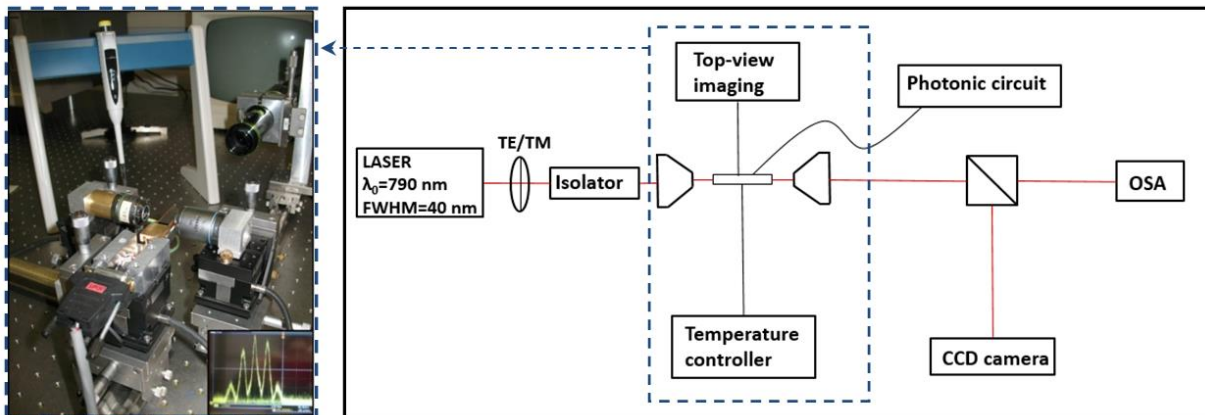 Top-view
imaging
Photonic circuit
TE/TM
LASER
λ₀=790 nm
FWHM=40 nm
Isolator
OSA
Temperature
controller
CCD camera